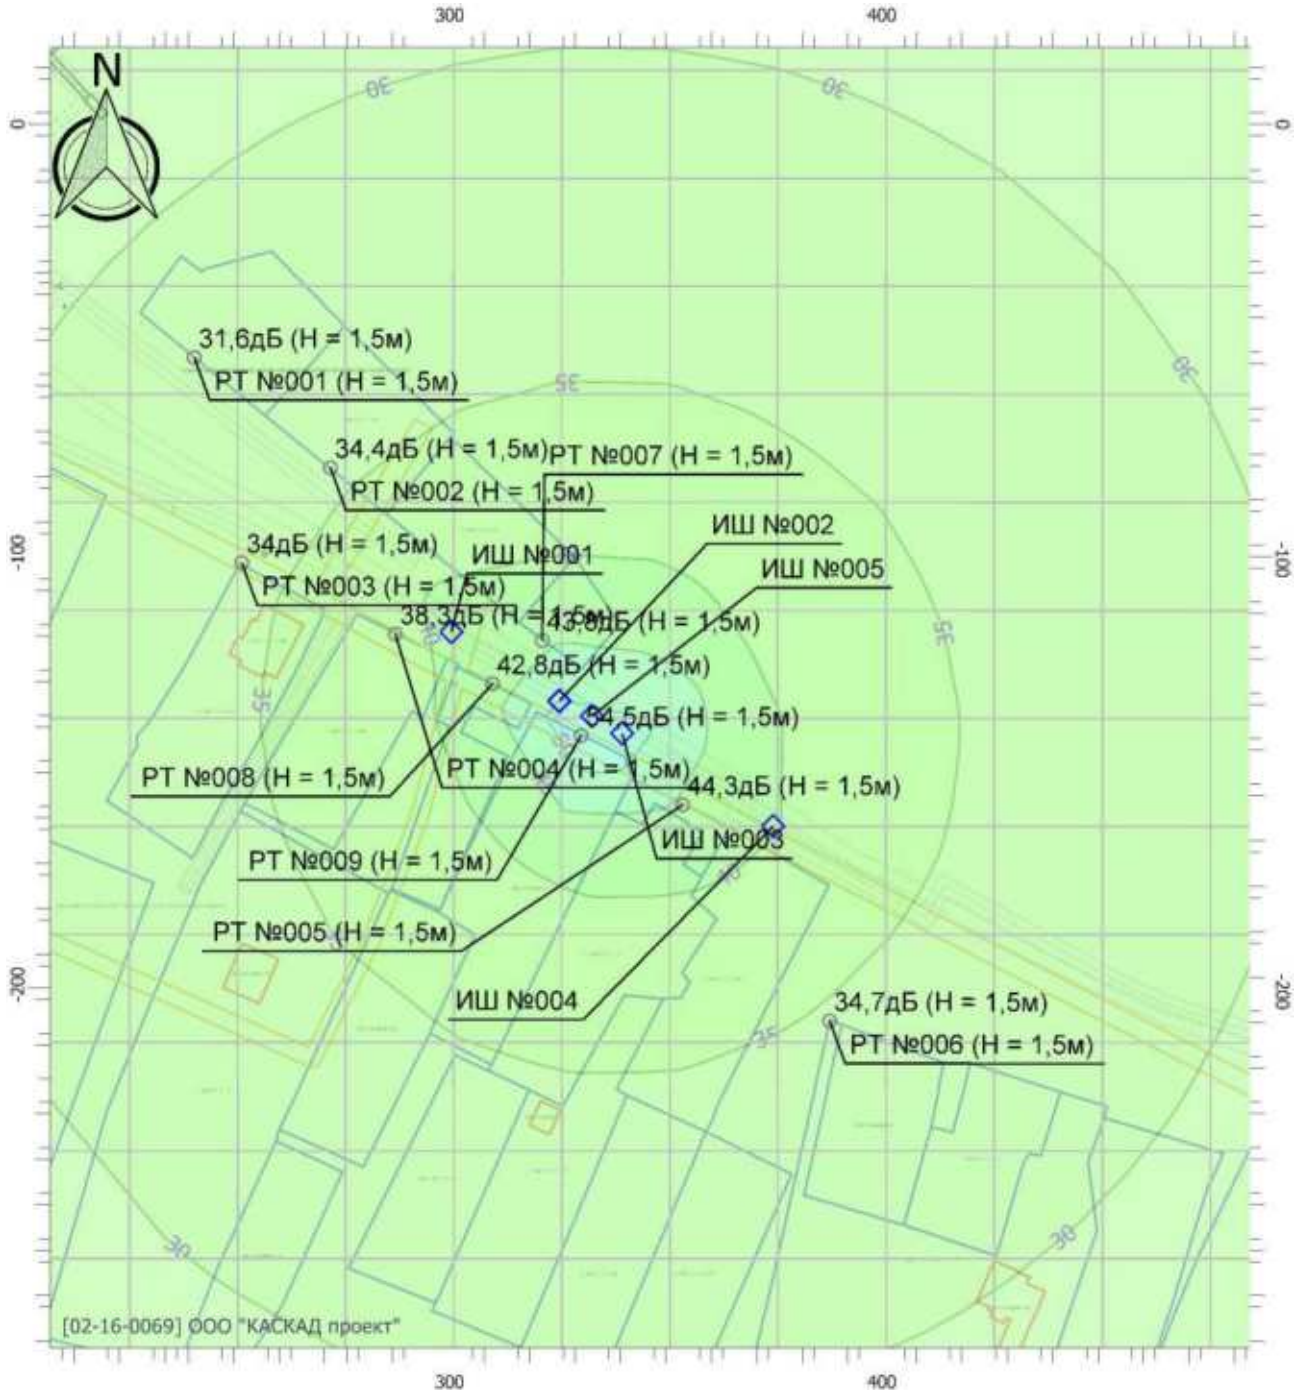 300
400
N
30
30
0
0
30
31,6дБ (H = 1,5м)
35
РТ №001 (H = 1,5м)
34,4дБ (H = 1,5м)
РТ №007 (H = 1,5м)
РТ №002 (H = 1,5м)
ИШ №002
-100
34дБ (H = 1,5м)
ИШ №001
ИШ №005
-100
РТ №003 (H = 1,5м)
38,3дБ (H = 1,5м)
43,8дБ (H = 1,5м)
40
35
42,8дБ (H = 1,5м)
35
54,5дБ (H = 1,5м)
РТ №008 (H = 1,5м)
РТ №004 (H = 1,5м)
44,3дБ (H = 1,5м)
ИШ №003
РТ №009 (H = 1,5м)
40
РТ №005 (H = 1,5м)
-200
ИШ №004
34,7дБ (H = 1,5м)
-200
35
РТ №006 (H = 1,5м)
30
30
[02-16-0069] ООО "КАСКАД проект"
300
400